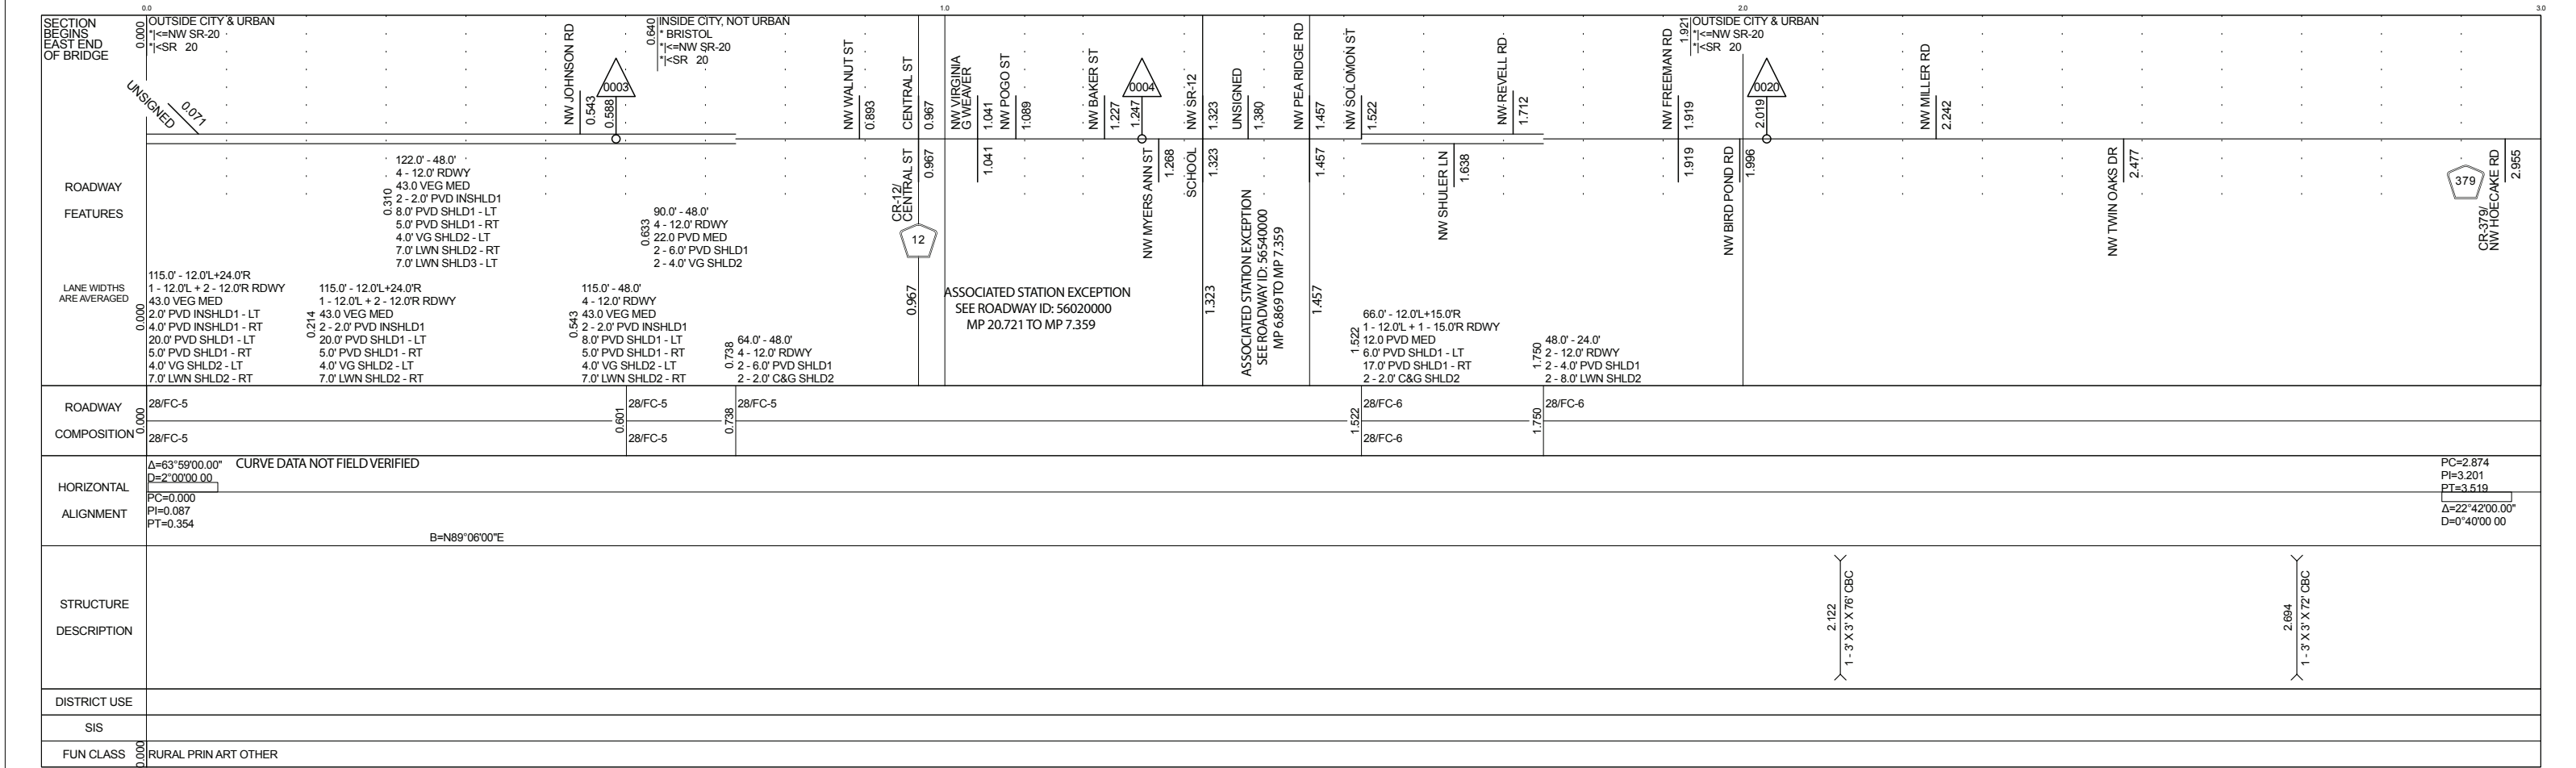 0.0
1.0
2.0
3.0
SECTION
BEGINS
EAST END
OF BRIDGE
0.000
OUTSIDE CITY & URBAN
*|<=NW SR-20
*|<SR 20
UNSIGNED
0.071
NW JOHNSON RD
0.543
0003
0.588
0.640
INSIDE CITY, NOT URBAN
* BRISTOL
*|<=NW SR-20
*|<SR 20
NW WALNUT ST
0.893
CENTRAL ST
0.967
NW VIRGINIA
G WEAVER
1.041
NW POGO ST
1.089
NW BAKER ST
1.227
0004
1.247
NW SR-12
1.323
UNSIGNED
1,380
NW PEA RIDGE RD
1.457
NW SOLOMON ST
1.522
NW REVELL RD
1.712
NW FREEMAN RD
1.919
1.921
OUTSIDE CITY & URBAN
*|<=NW SR-20
*|<SR 20
0020
2.019
NW MILLER RD
2.242
ROADWAY
FEATURES
LANE WIDTHS
ARE AVERAGED
0.000
115.0' - 12.0'L+24.0'R
1 - 12.0'L + 2 - 12.0'R RDWY
43.0 VEG MED
2.0' PVD INSHLD1 - LT
4.0' PVD INSHLD1 - RT
20.0' PVD SHLD1 - LT
5.0' PVD SHLD1 - RT
4.0' VG SHLD2 - LT
7.0' LWN SHLD2 - RT
0.214
115.0' - 12.0'L+24.0'R
1 - 12.0'L + 2 - 12.0'R RDWY
43.0 VEG MED
2 - 2.0' PVD INSHLD1
20.0' PVD SHLD1 - LT
5.0' PVD SHLD1 - RT
4.0' VG SHLD2 - LT
7.0' LWN SHLD2 - RT
0.310
122.0' - 48.0'
4 - 12.0' RDWY
43.0 VEG MED
2 - 2.0' PVD INSHLD1
8.0' PVD SHLD1 - LT
5.0' PVD SHLD1 - RT
4.0' VG SHLD2 - LT
7.0' LWN SHLD2 - RT
7.0' LWN SHLD3 - LT
0.543
115.0' - 48.0'
4 - 12.0' RDWY
43.0 VEG MED
2 - 2.0' PVD INSHLD1
8.0' PVD SHLD1 - LT
5.0' PVD SHLD1 - RT
4.0' VG SHLD2 - LT
7.0' LWN SHLD2 - RT
0.633
90.0' - 48.0'
4 - 12.0' RDWY
22.0 PVD MED
2 - 6.0' PVD SHLD1
2 - 4.0' VG SHLD2
0.738
64.0' - 48.0'
4 - 12.0' RDWY
2 - 6.0' PVD SHLD1
2 - 2.0' C&G SHLD2
CR-12/
CENTRAL ST
0.967
12
0.967
1.041
ASSOCIATED STATION EXCEPTION
SEE ROADWAY ID: 56020000
MP 20.721 TO MP 7.359
NW MYERS ANN ST
1.268
SCHOOL
1.323
1.323
ASSOCIATED STATION EXCEPTION
SEE ROADWAY ID: 56540000
MP 6.869 TO MP 7.359
1.457
1.457
NW SHULER LN
1.638
1.522
66.0' - 12.0'L+15.0'R
1 - 12.0'L + 1 - 15.0'R RDWY
12.0 PVD MED
6.0' PVD SHLD1 - LT
17.0' PVD SHLD1 - RT
2 - 2.0' C&G SHLD2
1.750
48.0' - 24.0'
2 - 12.0' RDWY
2 - 4.0' PVD SHLD1
2 - 8.0' LWN SHLD2
1.919
NW BIRD POND RD
1.996
NW TWIN OAKS DR
2.477
379
CR-379/
NW HOECAKE RD
2.955
ROADWAY
COMPOSITION
0.000
28/FC-5
28/FC-5
0.601
28/FC-5
28/FC-5
0.738
28/FC-5
1.522
28/FC-6
28/FC-6
1.750
28/FC-6
HORIZONTAL
ALIGNMENT
Δ=63°59'00.00"
D=2°00'00 00
CURVE DATA NOT FIELD VERIFIED
PC=0.000
PI=0.087
PT=0.354
B=N89°06'00"E
PC=2.874
PI=3.201
PT=3.519
Δ=22°42'00.00"
D=0°40'00 00
STRUCTURE
DESCRIPTION
2.122
1 - 3' X 3' X 76' CBC
2.694
1 - 3' X 3' X 72' CBC
DISTRICT USE
SIS
FUN CLASS
0.000
RURAL PRIN ART OTHER